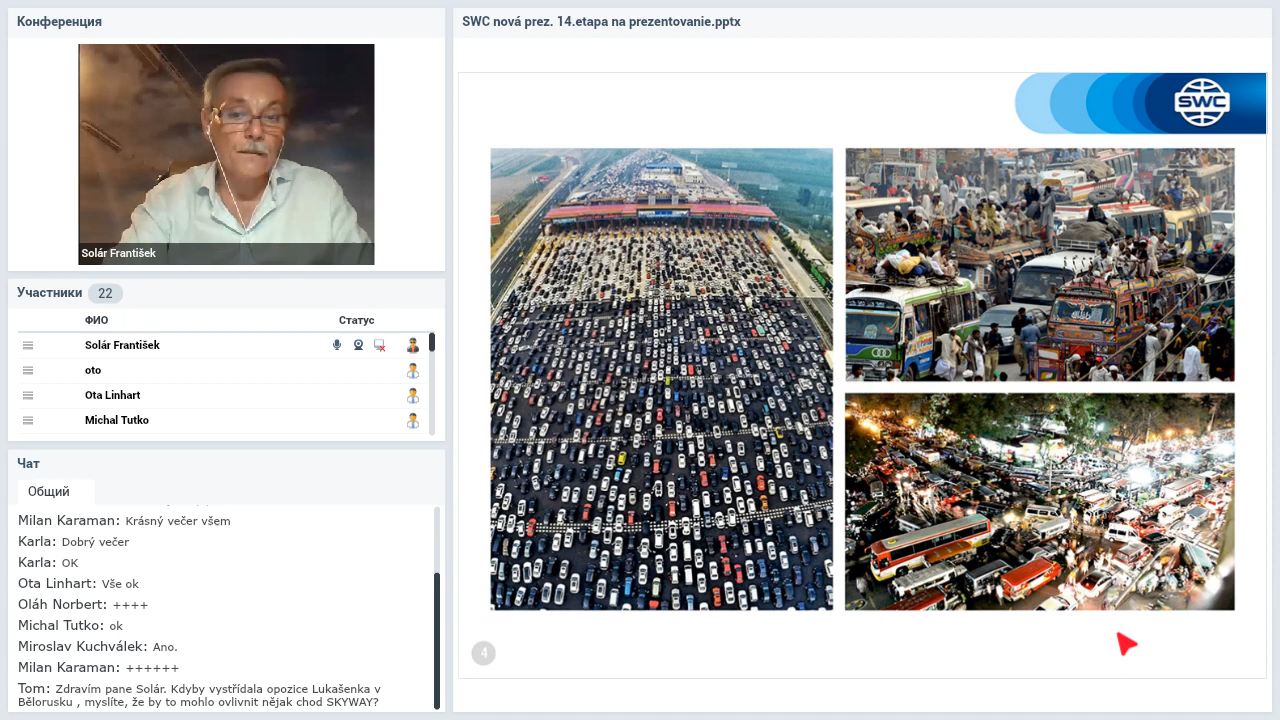 Конференция
Solár František
Участники 22
ФИО Статус
Solár František
oto
Ota Linhart
Michal Tutko
Чат
Общий
Milan Karaman: Krásný večer všem
Karla: Dobrý večer
Karla: OK
Ota Linhart: Vše ok
Oláh Norbert: ++++
Michal Tutko: ok
Miroslav Kuchválek: Ano.
Milan Karaman: ++++++
Tom: Zdravím pane Solár. Kdyby vystřídala opozice Lukašenka v
Bělorusku , myslíte, že by to mohlo ovlivnit nějak chod SKYWAY?
SWC nová prez. 14.etapa na prezentovanie.pptx
SWC
4